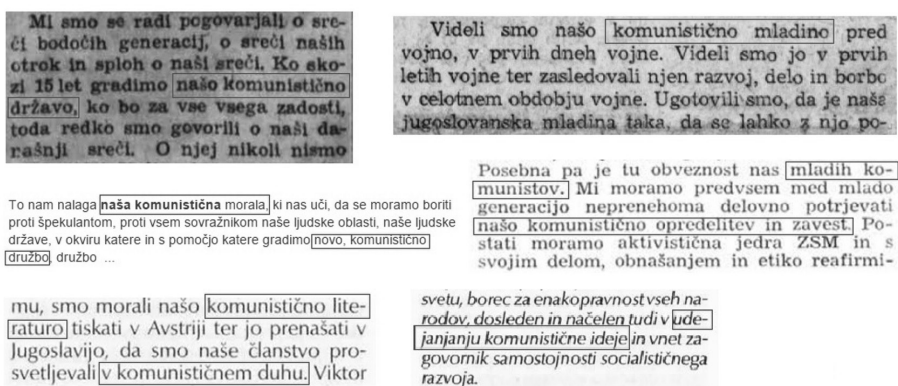 Mi smo se radi pogovarjali o sre-
či bodočih generacij, o sreči naših
otrok in sploh o naši sreči. Ko sko-
zi 15 let gradimo našo komunistično
državo, ko bo za vse vsega zadosti,
toda redko smo govorili o naši da-
rašnji sreči. O njej nikoli nismo
Videli smo našo komunistično mladino pred
vojno, v prvih dneh vojne. Videli smo jo v prvih
letih vojne ter zasledovali njen razvoj, delo in borbo
v celotnem obdobju vojne. Ugotovili smo, da je naša
jugoslovanska mladina taka, da se lahko z njo po-
To nam nalaga naša komunistična morala, ki nas uči, da se moramo boriti
proti špekulantom, proti vsem sovražnikom naše ljudske oblasti, naše ljudske
države, v okviru katere in s pomočjo katere gradimo novo, komunistično
družbo, družbo ...
Posebna pa je tu obveznost nas mladih ko-
munistov. Mi moramo predvsem med mlado
generacijo neprenehoma delovno potrjevati
našo komunistično opredelitev in zavest. Po-
stati moramo aktivistična jedra ZSM in s
svojim delom, obnašanjem in etiko reafirmi-
mu, smo morali našo komunistično lite-
raturo tiskati v Avstriji ter jo prenašati v
Jugoslavijo, da smo naše članstvo pro-
svetljevali v komunističnem duhu. Viktor
svetu, borec za enakopravnost vseh na-
rodov, dosleden in načelen tudi v ude-
janjanju komunistične ideje in vnet za-
govornik samostojnosti socialističnega
razvoja.